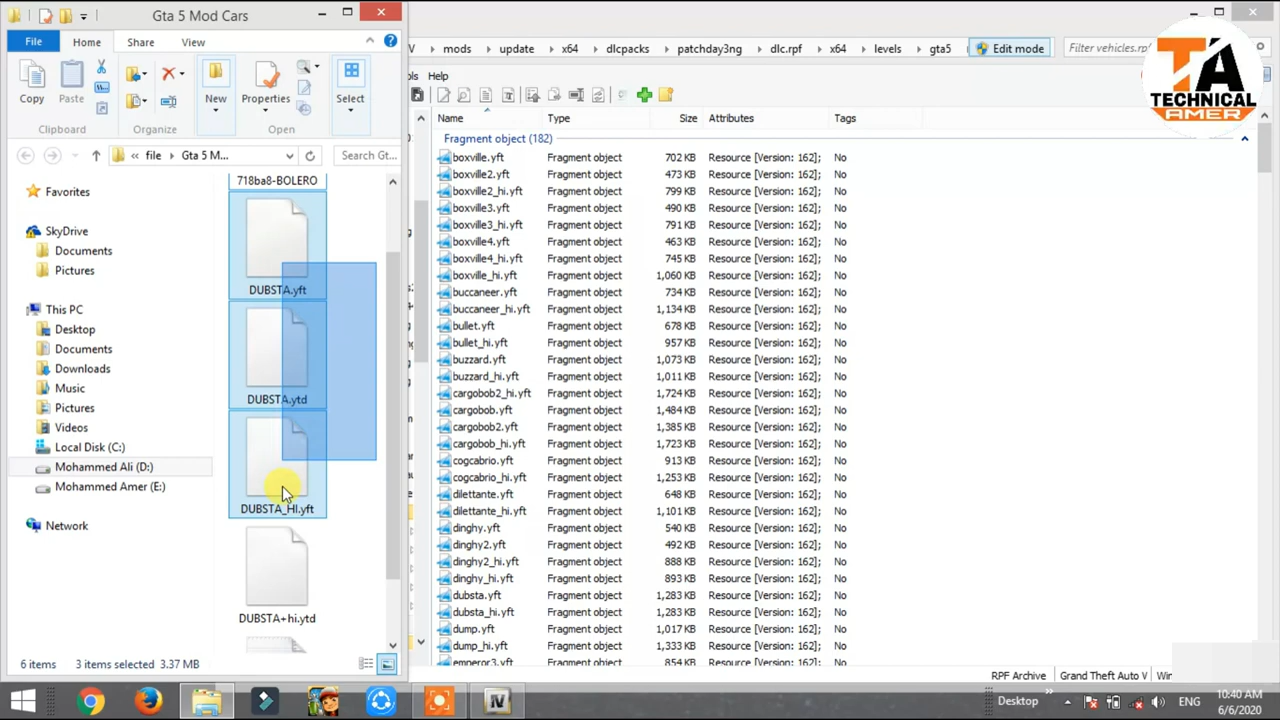 Gta 5 Mod Cars
File
Home
Share
View
Copy
Paste
New
Properties
Select
Clipboard
Organize
Open
« file ▸ Gta 5 M...
Search Gt...
Favorites
SkyDrive
Documents
Pictures
This PC
Desktop
Documents
Downloads
Music
Pictures
Videos
Local Disk (C:)
Mohammed Ali (D:)
Mohammed Amer (E:)
Network
718ba8-BOLERO
DUBSTA.yft
DUBSTA.ytd
DUBSTA_HI.yft
DUBSTA+hi.ytd
6 items 3 items selected 3.37 MB
V ▸ mods ▸ update ▸ x64 ▸ dlcpacks ▸ patchday3ng ▸ dlc.rpf ▸ x64 ▸ levels ▸ gta5
Edit mode
Filter vehicles.rpf
TA
TECHNICAL
AMER
ols Help
Name Type Size Attributes Tags
Fragment object (182)
boxville.yft Fragment object 702 KB Resource [Version: 162]; No
boxville2.yft Fragment object 473 KB Resource [Version: 162]; No
boxville2_hi.yft Fragment object 799 KB Resource [Version: 162]; No
boxville3.yft Fragment object 490 KB Resource [Version: 162]; No
boxville3_hi.yft Fragment object 791 KB Resource [Version: 162]; No
boxville4.yft Fragment object 463 KB Resource [Version: 162]; No
boxville4_hi.yft Fragment object 745 KB Resource [Version: 162]; No
boxville_hi.yft Fragment object 1,060 KB Resource [Version: 162]; No
buccaneer.yft Fragment object 734 KB Resource [Version: 162]; No
buccaneer_hi.yft Fragment object 1,134 KB Resource [Version: 162]; No
bullet.yft Fragment object 678 KB Resource [Version: 162]; No
bullet_hi.yft Fragment object 957 KB Resource [Version: 162]; No
buzzard.yft Fragment object 1,073 KB Resource [Version: 162]; No
buzzard_hi.yft Fragment object 1,011 KB Resource [Version: 162]; No
cargobob2_hi.yft Fragment object 1,724 KB Resource [Version: 162]; No
cargobob.yft Fragment object 1,484 KB Resource [Version: 162]; No
cargobob2.yft Fragment object 1,385 KB Resource [Version: 162]; No
cargobob_hi.yft Fragment object 1,723 KB Resource [Version: 162]; No
cogcabrio.yft Fragment object 913 KB Resource [Version: 162]; No
cogcabrio_hi.yft Fragment object 1,253 KB Resource [Version: 162]; No
dilettante.yft Fragment object 648 KB Resource [Version: 162]; No
dilettante_hi.yft Fragment object 1,101 KB Resource [Version: 162]; No
dinghy.yft Fragment object 540 KB Resource [Version: 162]; No
dinghy2.yft Fragment object 492 KB Resource [Version: 162]; No
dinghy2_hi.yft Fragment object 888 KB Resource [Version: 162]; No
dinghy_hi.yft Fragment object 893 KB Resource [Version: 162]; No
dubsta.yft Fragment object 1,283 KB Resource [Version: 162]; No
dubsta_hi.yft Fragment object 1,283 KB Resource [Version: 162]; No
dump.yft Fragment object 1,017 KB Resource [Version: 162]; No
dump_hi.yft Fragment object 1,333 KB Resource [Version: 162]; No
emperor3.yft Fragment object 854 KB Resource [Version: 162]; No
RPF Archive Grand Theft Auto V Win
Desktop
ENG
10:40 AM
6/6/2020